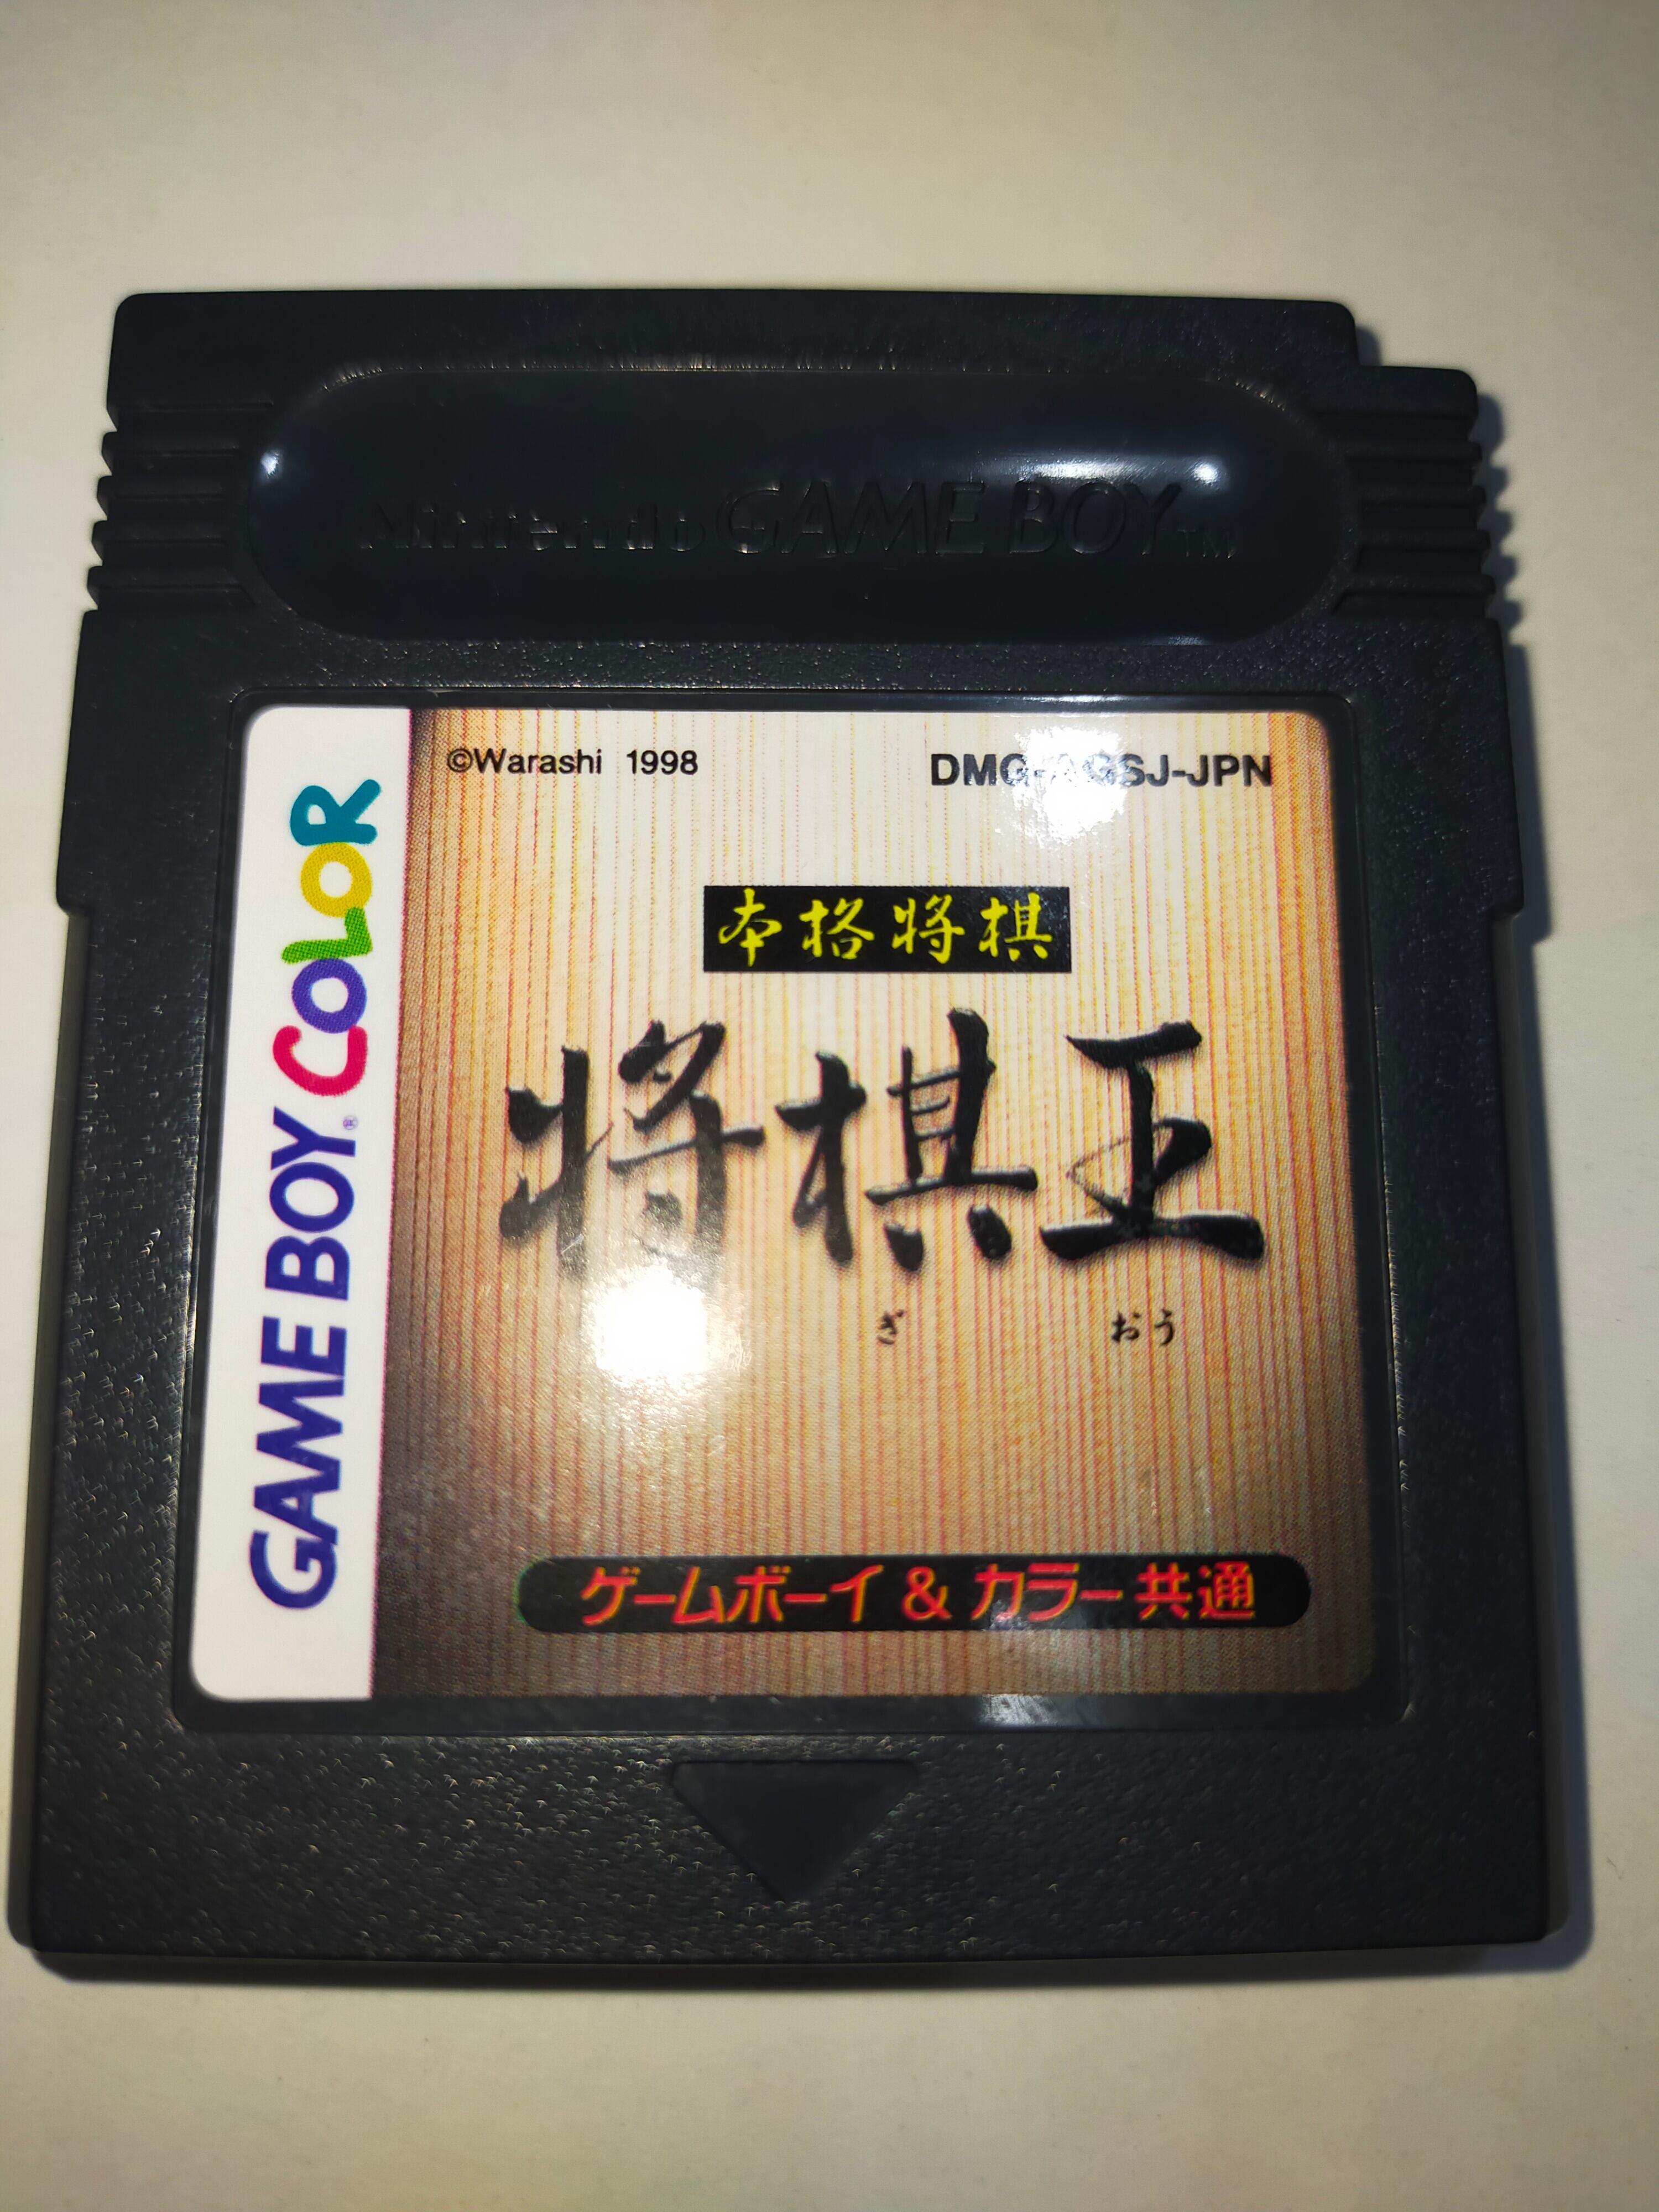 Nintendo GAME BOY™
©Warashi 1998
本格将棋
将棋王
ぎ おう
ゲームボーイ & カラー共通
GAME BOY® COLOR